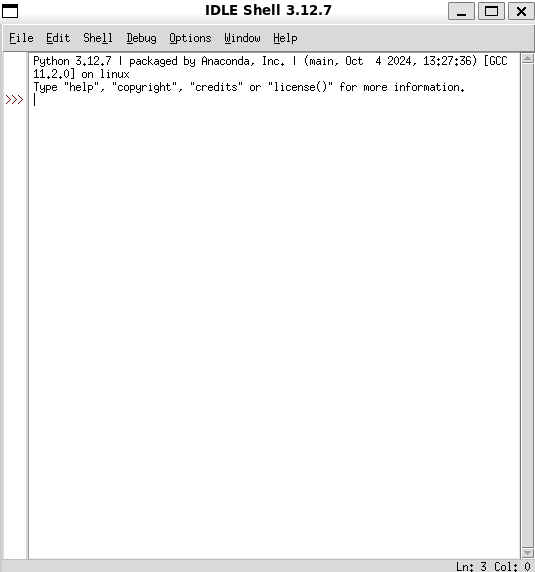 IDLE Shell 3.12.7
File Edit Shell Debug Options Window Help
Python 3.12.7 | packaged by Anaconda, Inc. | (main, Oct  4 2024, 13:27:36) [GCC
11.2.0] on linux
Type "help", "copyright", "credits" or "license()" for more information.
>>>
Ln: 3 Col: 0